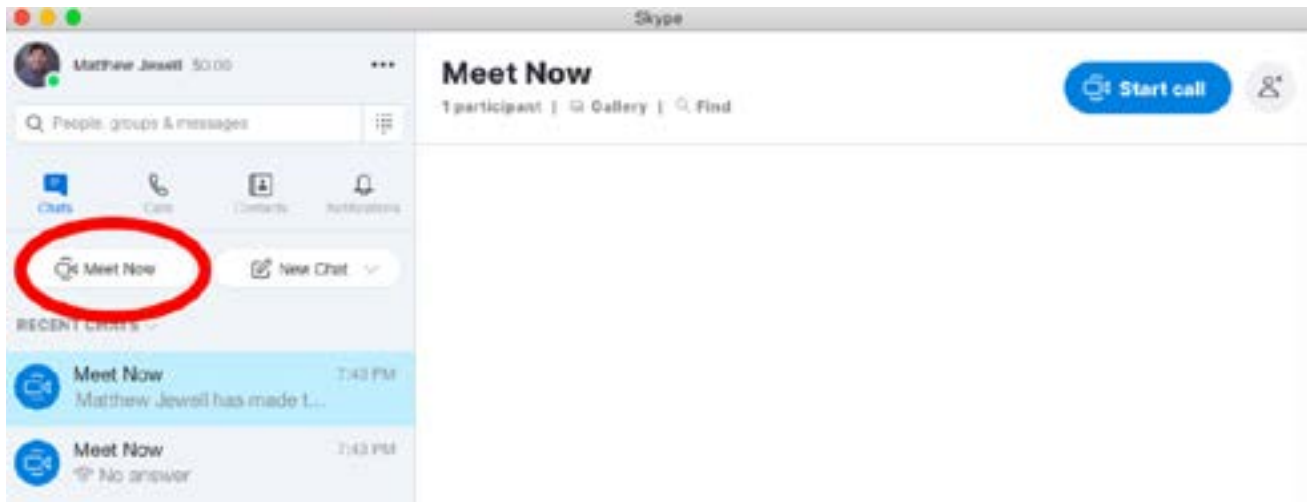 Skype
Matthew Jewell $0.00
People, groups & messages
Chats Calls Contacts Notifications
Meet Now New Chat
RECENT CHATS
Meet Now 7:43 PM
Matthew Jewell has made t...
Meet Now 7:43 PM
No answer
Meet Now
1 participant | Gallery | Find
Start call